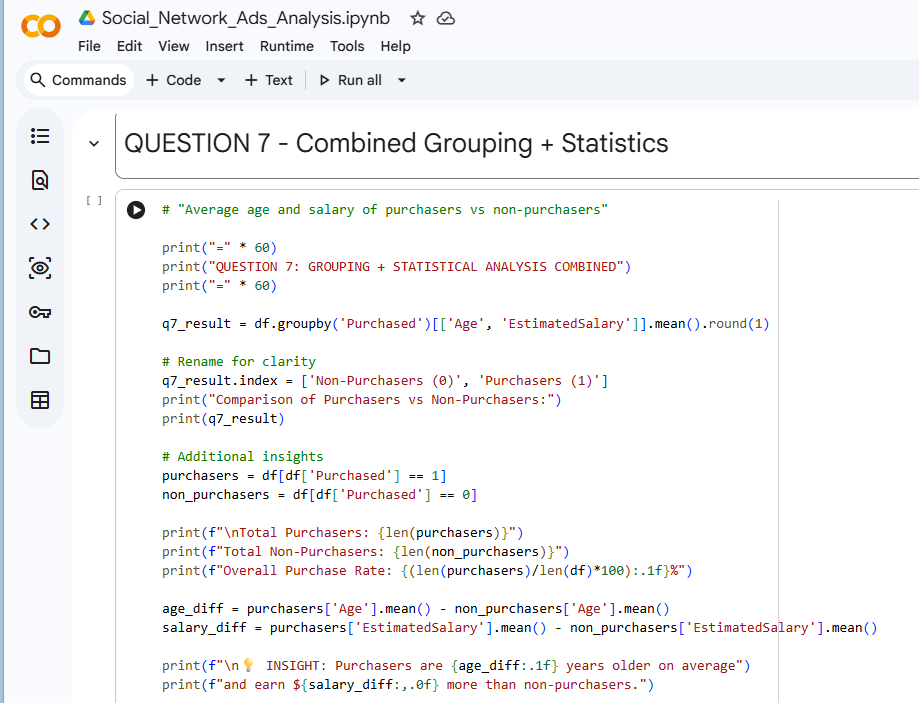 Social_Network_Ads_Analysis.ipynb
File Edit View Insert Runtime Tools Help
Commands + Code + Text Run all
QUESTION 7 - Combined Grouping + Statistics
[ ]
# "Average age and salary of purchasers vs non-purchasers"
print("=" * 60)
print("QUESTION 7: GROUPING + STATISTICAL ANALYSIS COMBINED")
print("=" * 60)
q7_result = df.groupby('Purchased')[['Age', 'EstimatedSalary']].mean().round(1)
# Rename for clarity
q7_result.index = ['Non-Purchasers (0)', 'Purchasers (1)']
print("Comparison of Purchasers vs Non-Purchasers:")
print(q7_result)
# Additional insights
purchasers = df[df['Purchased'] == 1]
non_purchasers = df[df['Purchased'] == 0]
print(f"\nTotal Purchasers: {len(purchasers)}")
print(f"Total Non-Purchasers: {len(non_purchasers)}")
print(f"Overall Purchase Rate: {(len(purchasers)/len(df)*100):.1f}%")
age_diff = purchasers['Age'].mean() - non_purchasers['Age'].mean()
salary_diff = purchasers['EstimatedSalary'].mean() - non_purchasers['EstimatedSalary'].mean()
print(f"\n💡 INSIGHT: Purchasers are {age_diff:.1f} years older on average")
print(f"and earn ${salary_diff:,.0f} more than non-purchasers.")